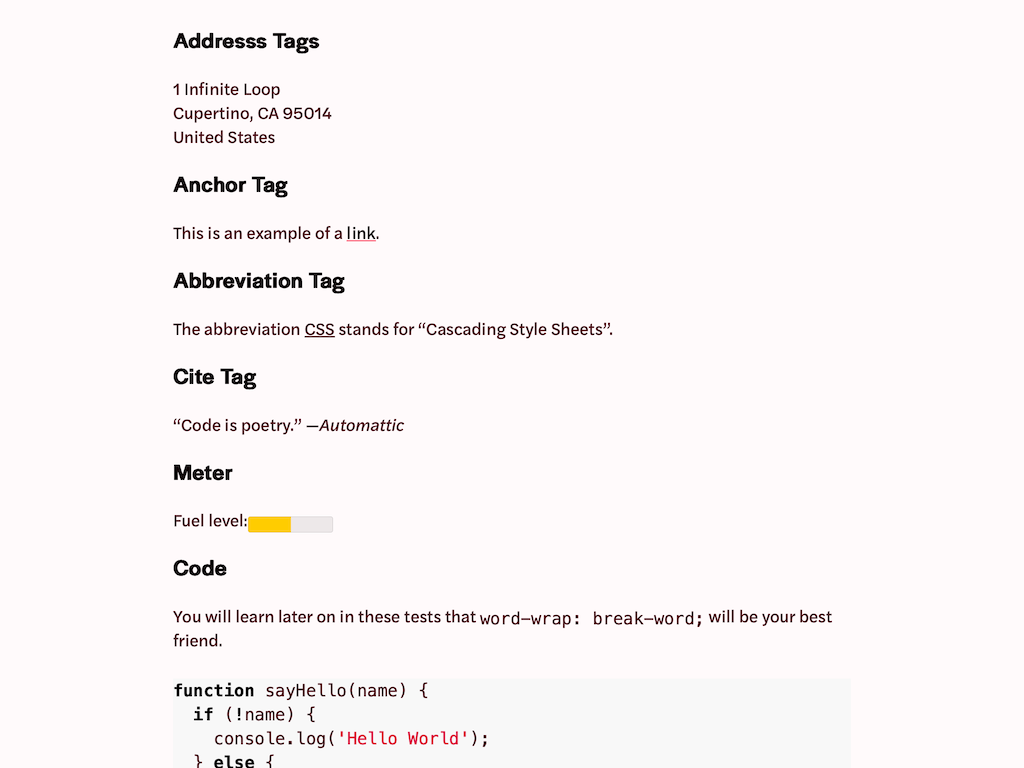 Addresss Tags
1 Infinite Loop
Cupertino, CA 95014
United States
Anchor Tag
This is an example of a link.
Abbreviation Tag
The abbreviation CSS stands for “Cascading Style Sheets”.
Cite Tag
“Code is poetry.” —Automattic
Meter
Fuel level:
Code
You will learn later on in these tests that word-wrap: break-word; will be your best
friend.
function sayHello(name) {
  if (!name) {
    console.log('Hello World');
  } else {